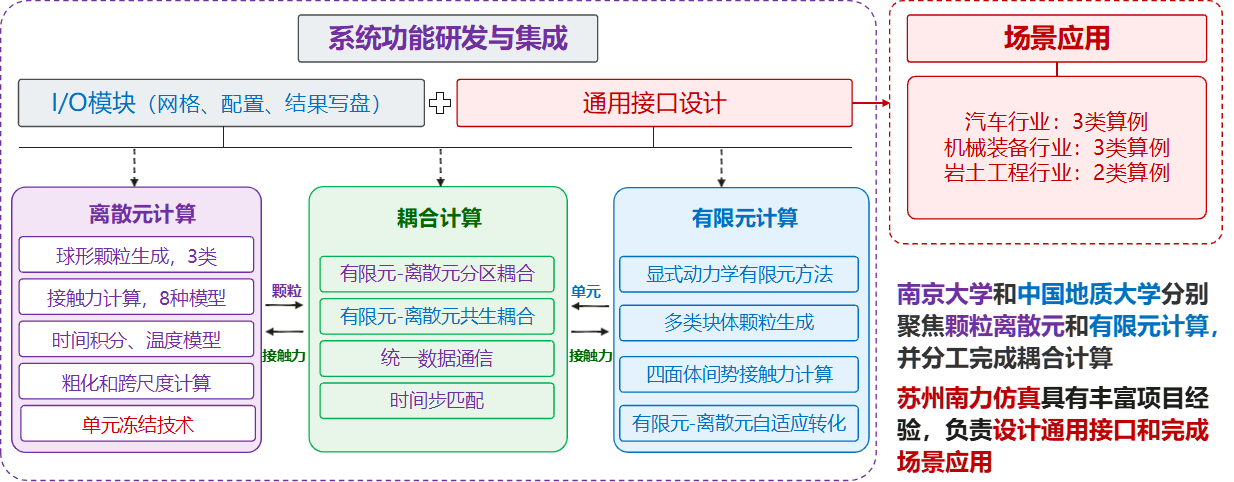 系统功能研发与集成
I/O模块（网格、配置、结果写盘）
通用接口设计
离散元计算
球形颗粒生成，3类
接触力计算，8种模型
时间积分、温度模型
粗化和跨尺度计算
单元冻结技术
颗粒
接触力
耦合计算
有限元-离散元分区耦合
有限元-离散元共生耦合
统一数据通信
时间步匹配
单元
接触力
有限元计算
显式动力学有限元方法
多类块体颗粒生成
四面体间势接触力计算
有限元-离散元自适应转化
场景应用
汽车行业：3类算例
机械装备行业：3类算例
岩土工程行业：2类算例
南京大学和中国地质大学分别
聚焦颗粒离散元和有限元计算，
并分工完成耦合计算
苏州南力仿真具有丰富项目经
验，负责设计通用接口和完成
场景应用